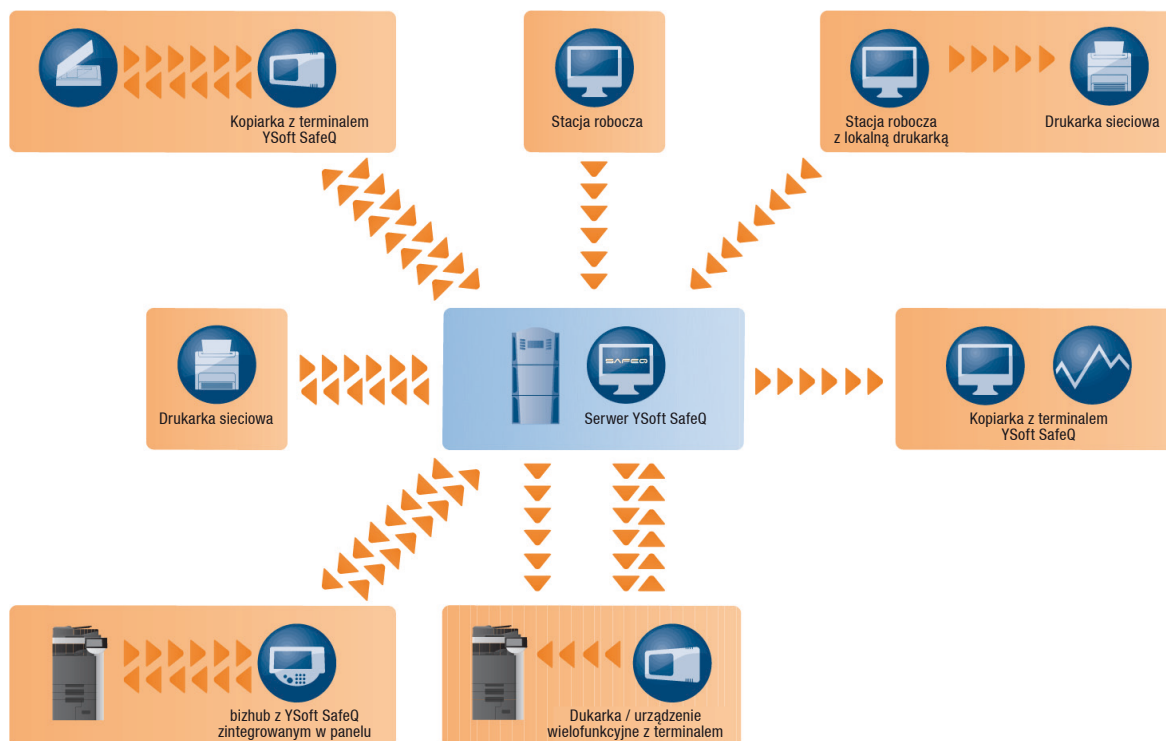 Kopiarka z terminalem
YSoft SafeQ
Stacja robocza
Stacja robocza
z lokalną drukarką
Drukarka sieciowa
Drukarka sieciowa
SAFEQ
Serwer YSoft SafeQ
Kopiarka z terminalem
YSoft SafeQ
bizhub z YSoft SafeQ
zintegrowanym w panelu
Dukarka / urządzenie
wielofunkcyjne z terminalem